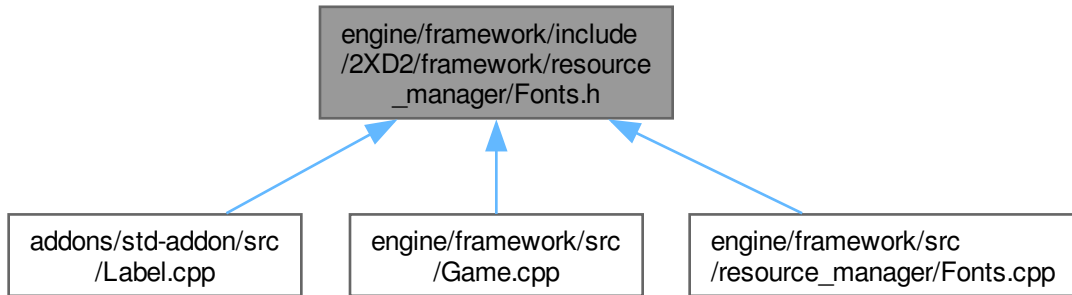 engine/framework/include
/2XD2/framework/resource
_manager/Fonts.h
addons/std-addon/src
/Label.cpp
engine/framework/src
/Game.cpp
engine/framework/src
/resource_manager/Fonts.cpp